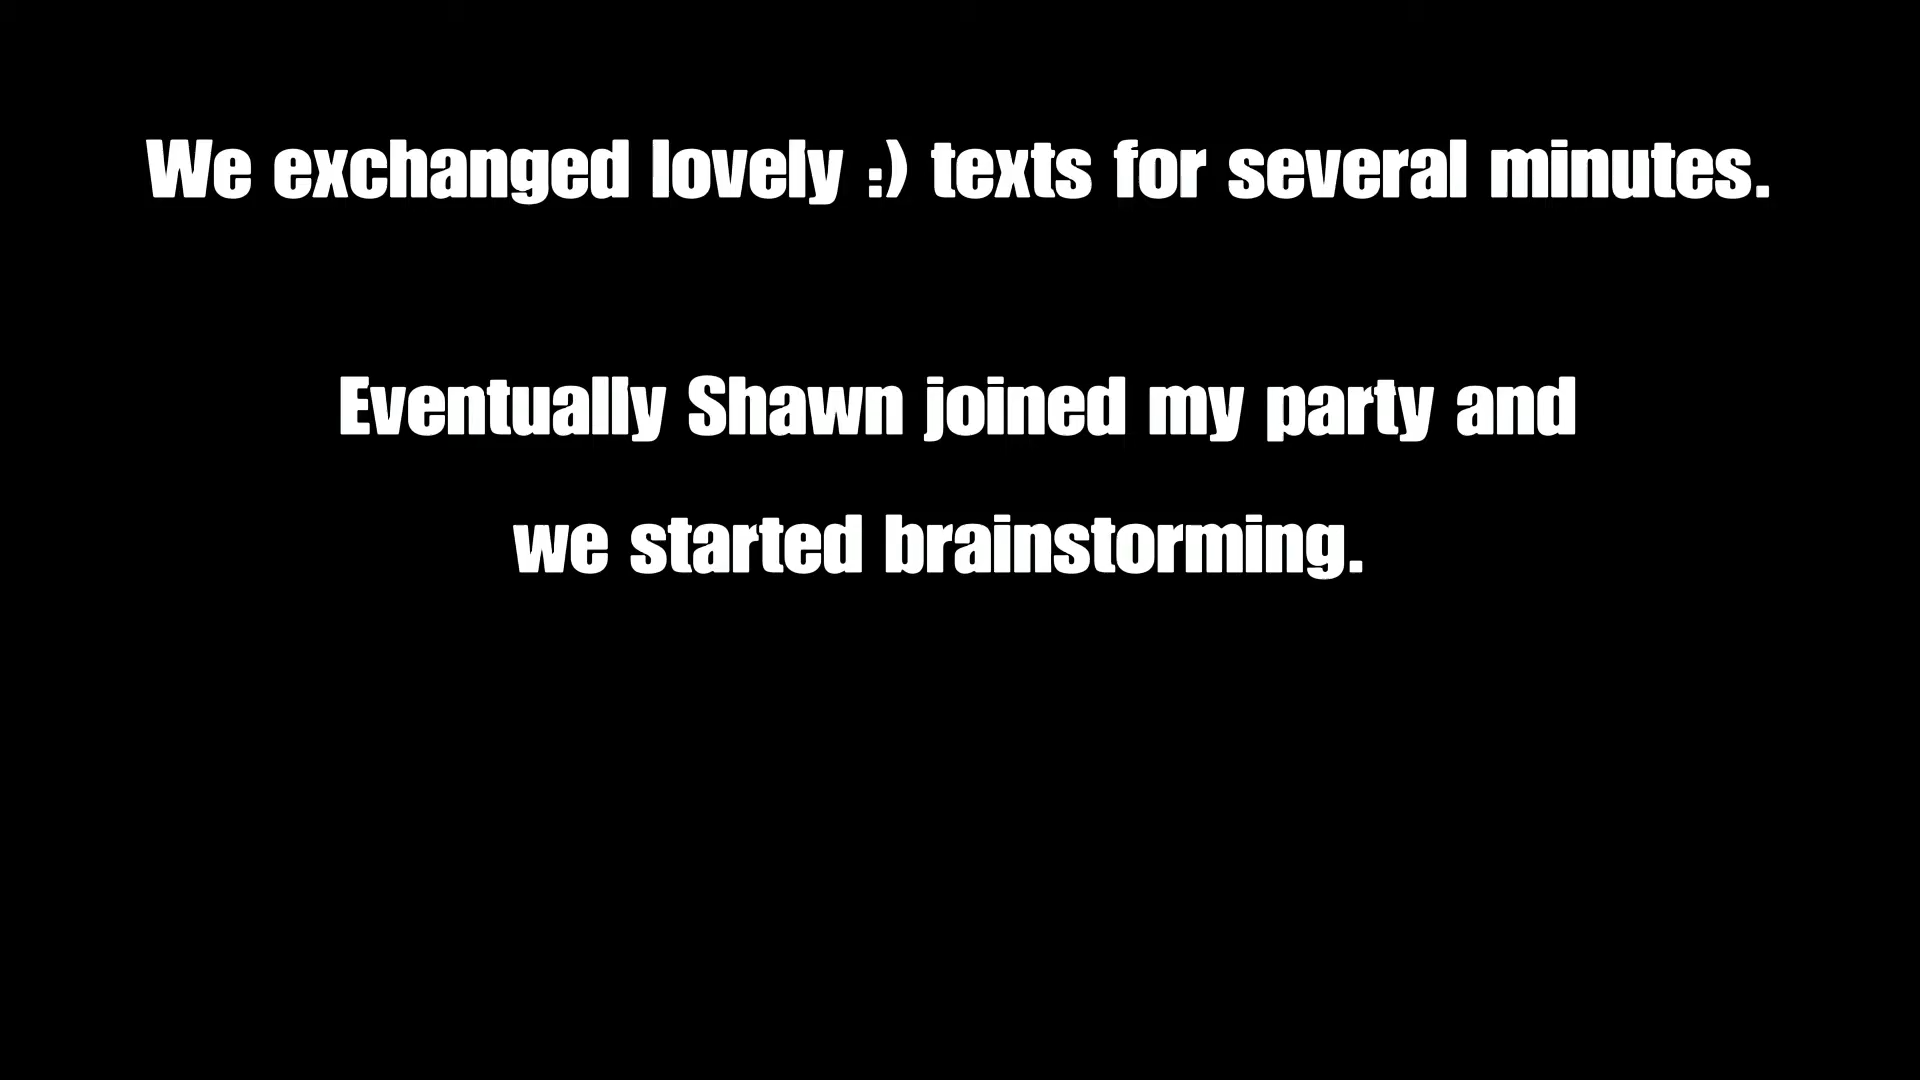 We exchanged lovely :) texts for several minutes.
Eventually Shawn joined my party and
we started brainstorming.